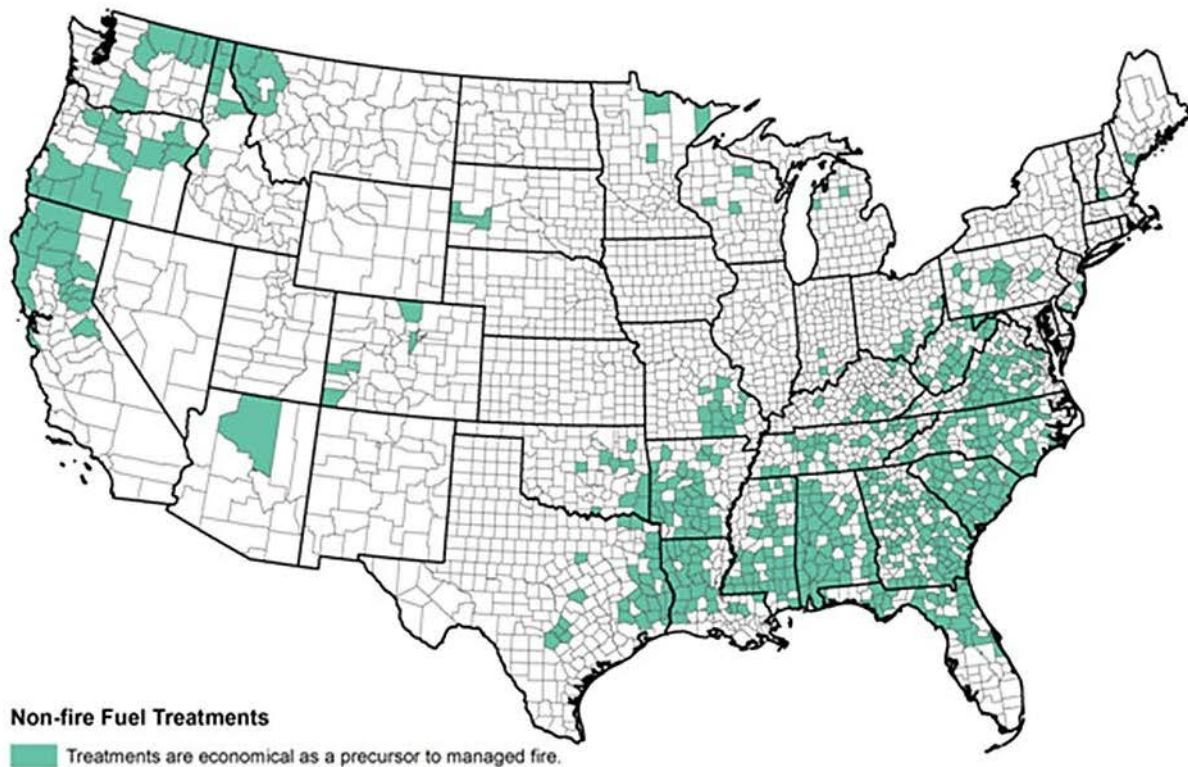 Non-fire Fuel Treatments
Treatments are economical as a precursor to managed fire.